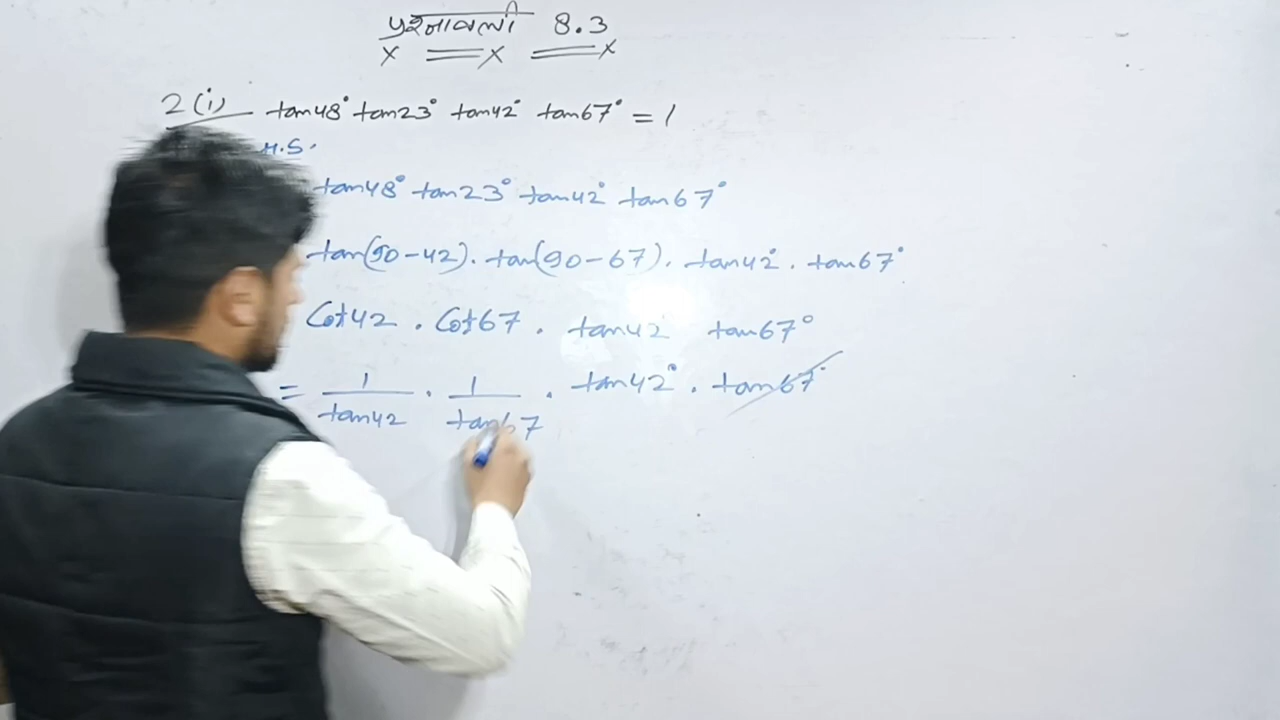 प्रश्नावली 8.3
2(i) tan48° tan23° tan42° tan67° = 1
H.S.
tan48° tan23° tan42° tan67°
tan(90-42). tan(90-67). tan42°. tan67°
Cot42 . Cot67 . tan42 tan67°
= 1/tan42 . 1/tan67 . tan42° . tan67°